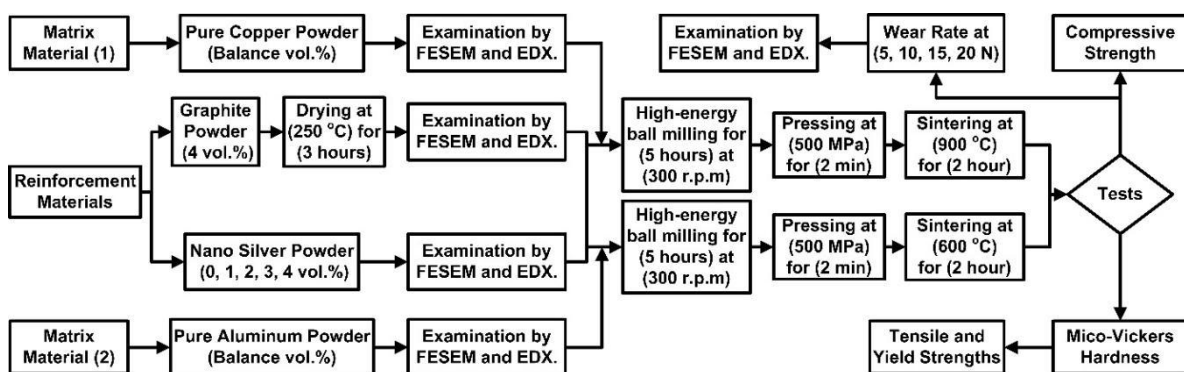 Matrix
Material (1)
Pure Copper Powder
(Balance vol.%)
Examination by
FESEM and EDX.
Examination by
FESEM and EDX.
Wear Rate at
(5, 10, 15, 20 N)
Compressive
Strength
Graphite
Powder
(4 vol.%)
Drying at
(250 °C) for
(3 hours)
Examination by
FESEM and EDX.
High-energy
ball milling for
(5 hours) at
(300 r.p.m)
Pressing at
(500 MPa)
for (2 min)
Sintering at
(900 °C)
for (2 hour)
Reinforcement
Materials
Tests
Nano Silver Powder
(0, 1, 2, 3, 4 vol.%)
Examination by
FESEM and EDX.
High-energy
ball milling for
(5 hours) at
(300 r.p.m)
Pressing at
(500 MPa)
for (2 min)
Sintering at
(600 °C)
for (2 hour)
Matrix
Material (2)
Pure Aluminum Powder
(Balance vol.%)
Examination by
FESEM and EDX.
Tensile and
Yield Strengths
Mico-Vickers
Hardness